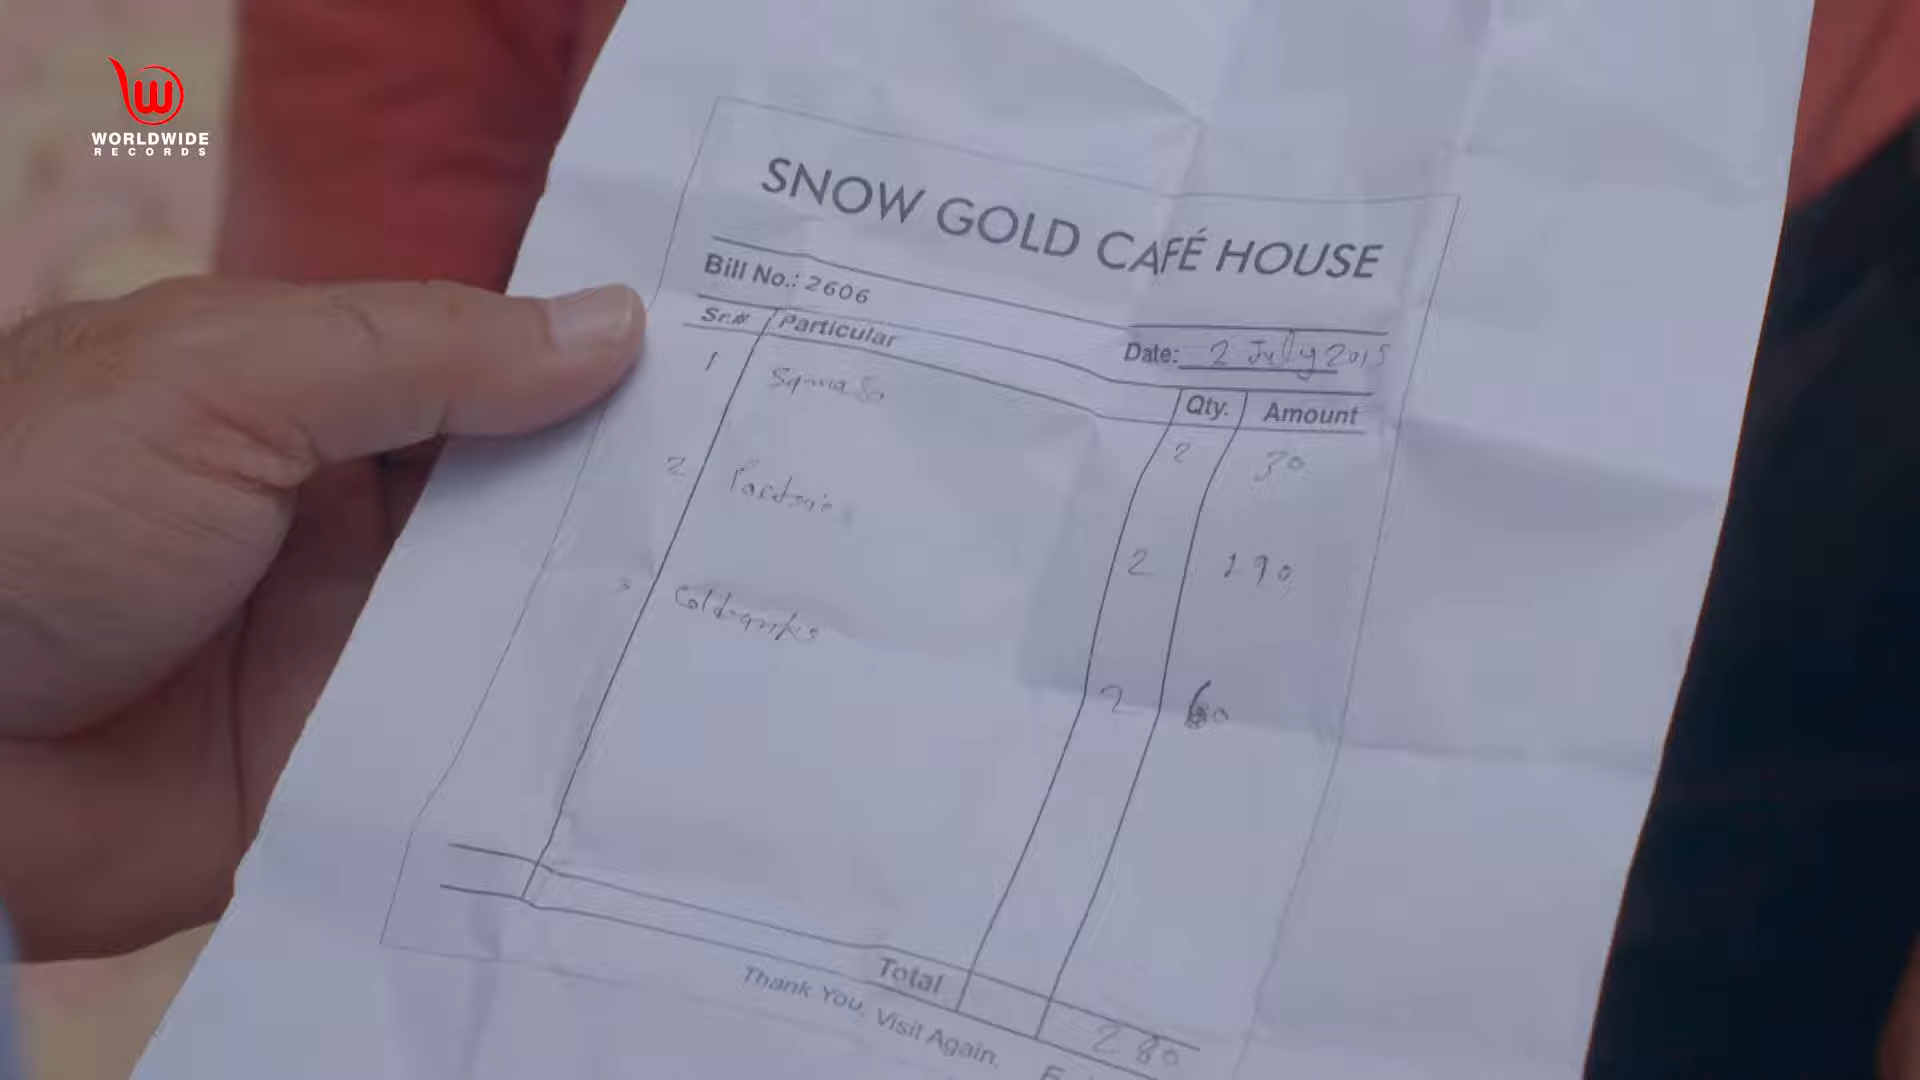 WORLDWIDE
RECORDS
SNOW GOLD CAFÉ HOUSE
Bill No.: 2606
Date: 2 July 2015
Sr.# Particular Qty. Amount
1 2 30
2 2 190
3 2 60
Total 280
Thank You, Visit Again.